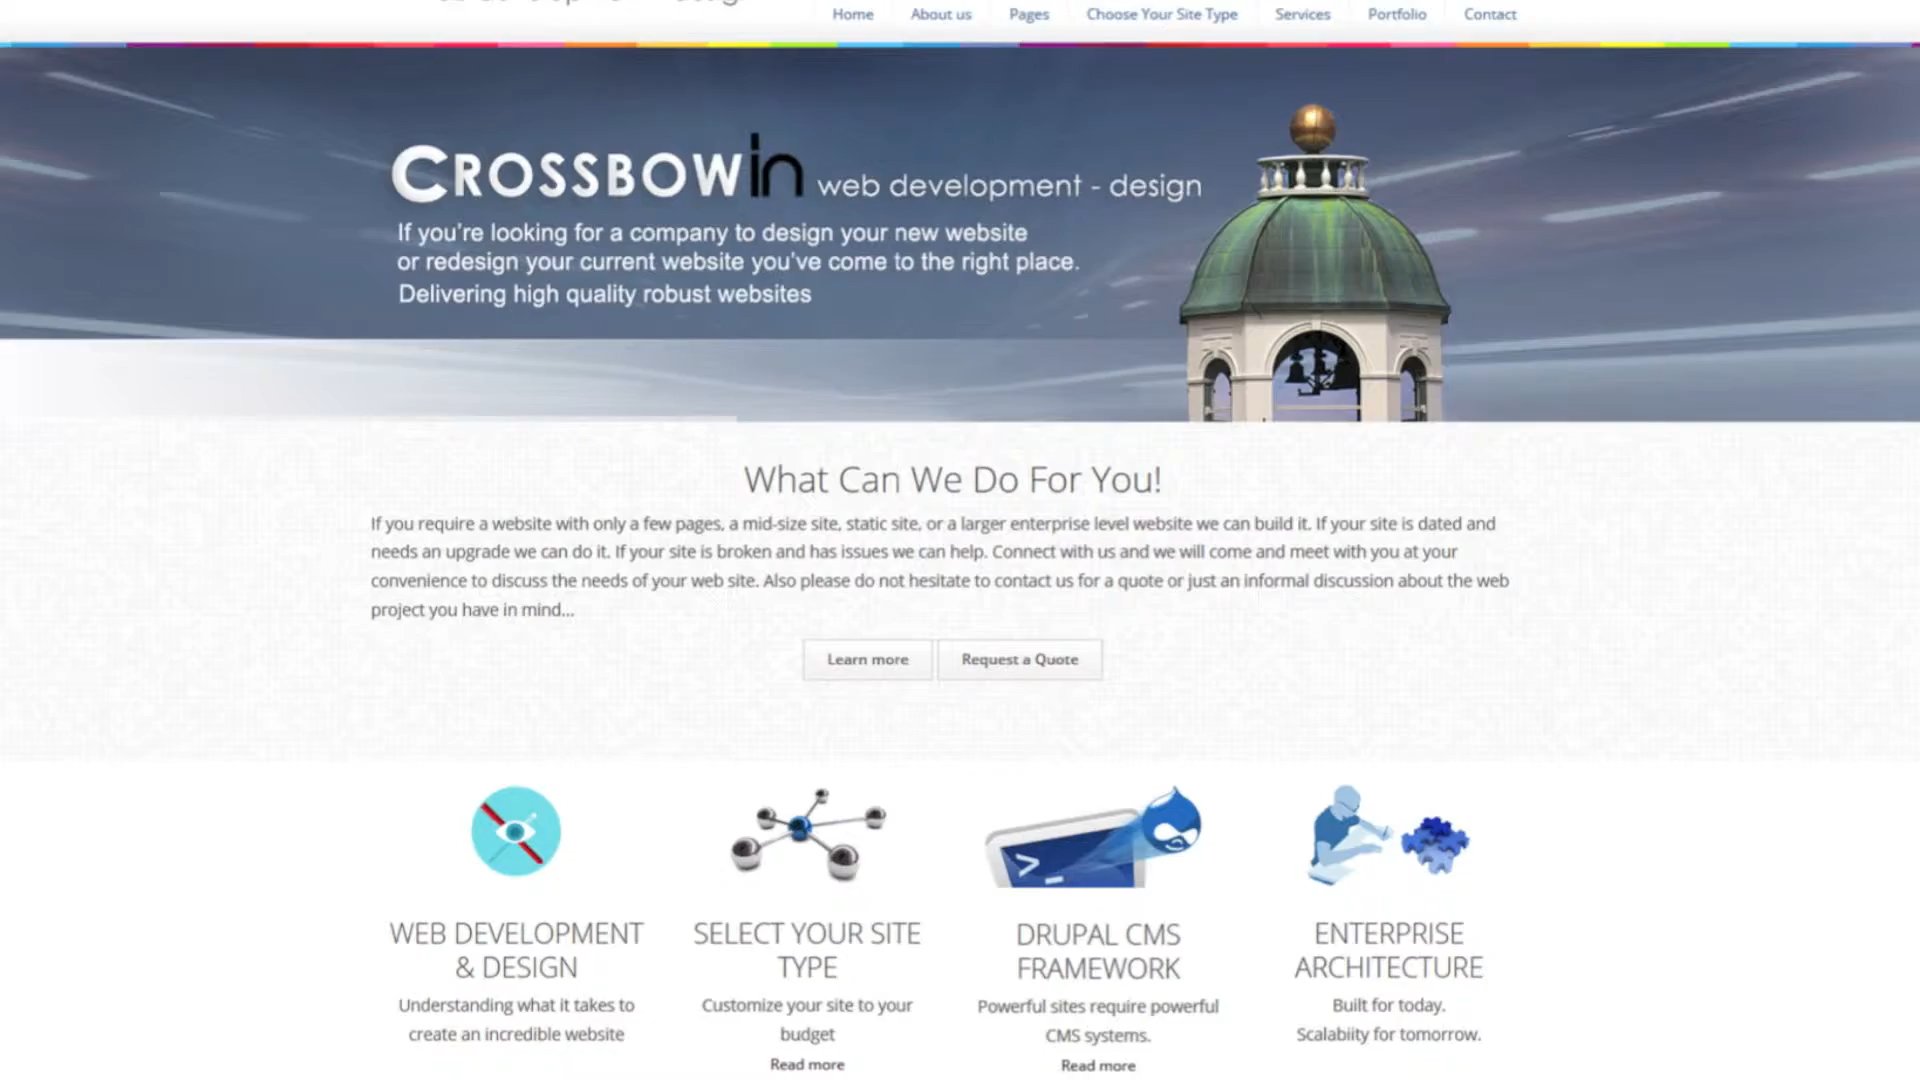 Home About us Pages Choose Your Site Type Services Portfolio Contact
CROSSBOWin web development - design
If you're looking for a company to design your new website
or redesign your current website you've come to the right place.
Delivering high quality robust websites
What Can We Do For You!
If you require a website with only a few pages, a mid-size site, static site, or a larger enterprise level website we can build it. If your site is dated and
needs an upgrade we can do it. If your site is broken and has issues we can help. Connect with us and we will come and meet with you at your
convenience to discuss the needs of your web site. Also please do not hesitate to contact us for a quote or just an informal discussion about the web
project you have in mind...
Learn more Request a Quote
WEB DEVELOPMENT
& DESIGN
Understanding what it takes to
create an incredible website
SELECT YOUR SITE
TYPE
Customize your site to your
budget
Read more
DRUPAL CMS
FRAMEWORK
Powerful sites require powerful
CMS systems.
Read more
ENTERPRISE
ARCHITECTURE
Built for today.
Scalabiity for tomorrow.